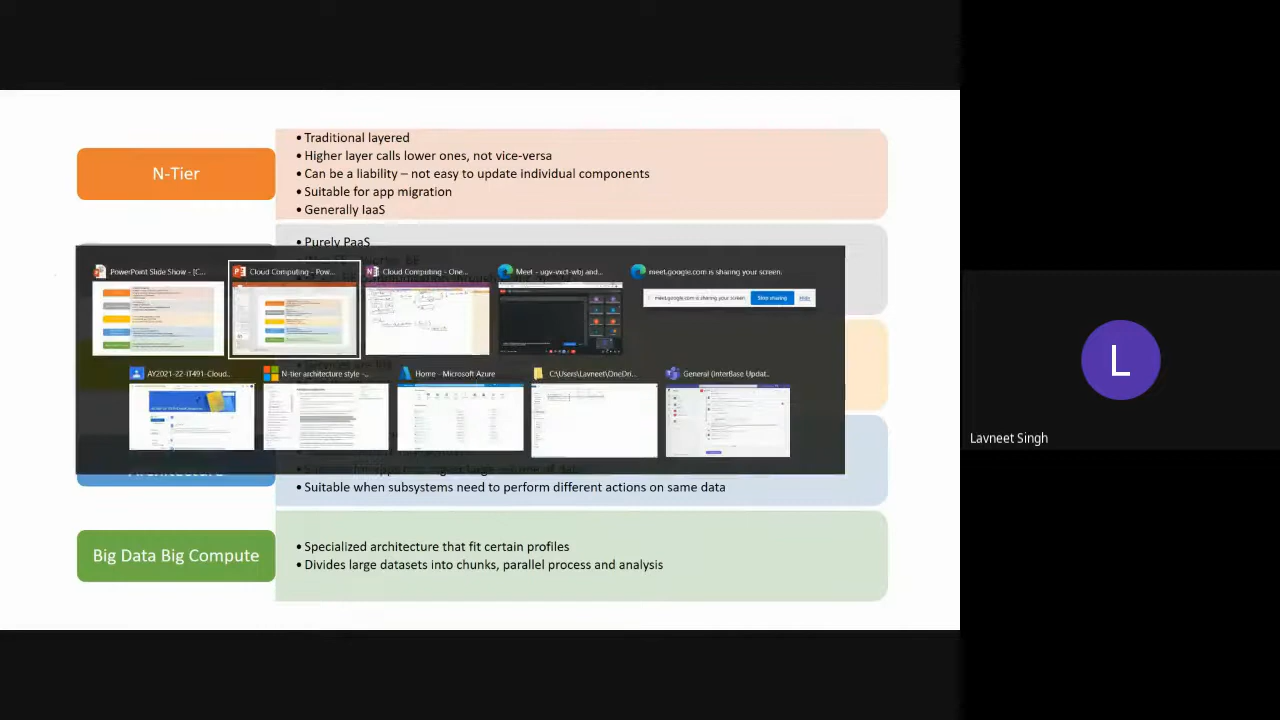 • Traditional layered
• Higher layer calls lower ones, not vice-versa
N-Tier
• Can be a liability – not easy to update individual components
• Suitable for app migration
• Generally IaaS
• Purely PaaS
PowerPoint Slide Show - [C...
Cloud Computing - Pow...
Cloud Computing - One...
Meet - ugv-vxct-wbj and...
meet.google.com is sharing your screen.
meet.google.com is sharing your screen.
Stop sharing
Hide
AY2021-22-IT491-Cloud...
N-tier architecture style -...
Home - Microsoft Azure
C:\Users\Lavneet\OneDri...
General (InterBase Updat...
Architecture
• Suitable when subsystems need to perform different actions on same data
Big Data Big Compute
• Specialized architecture that fit certain profiles
• Divides large datasets into chunks, parallel process and analysis
L
Lavneet Singh